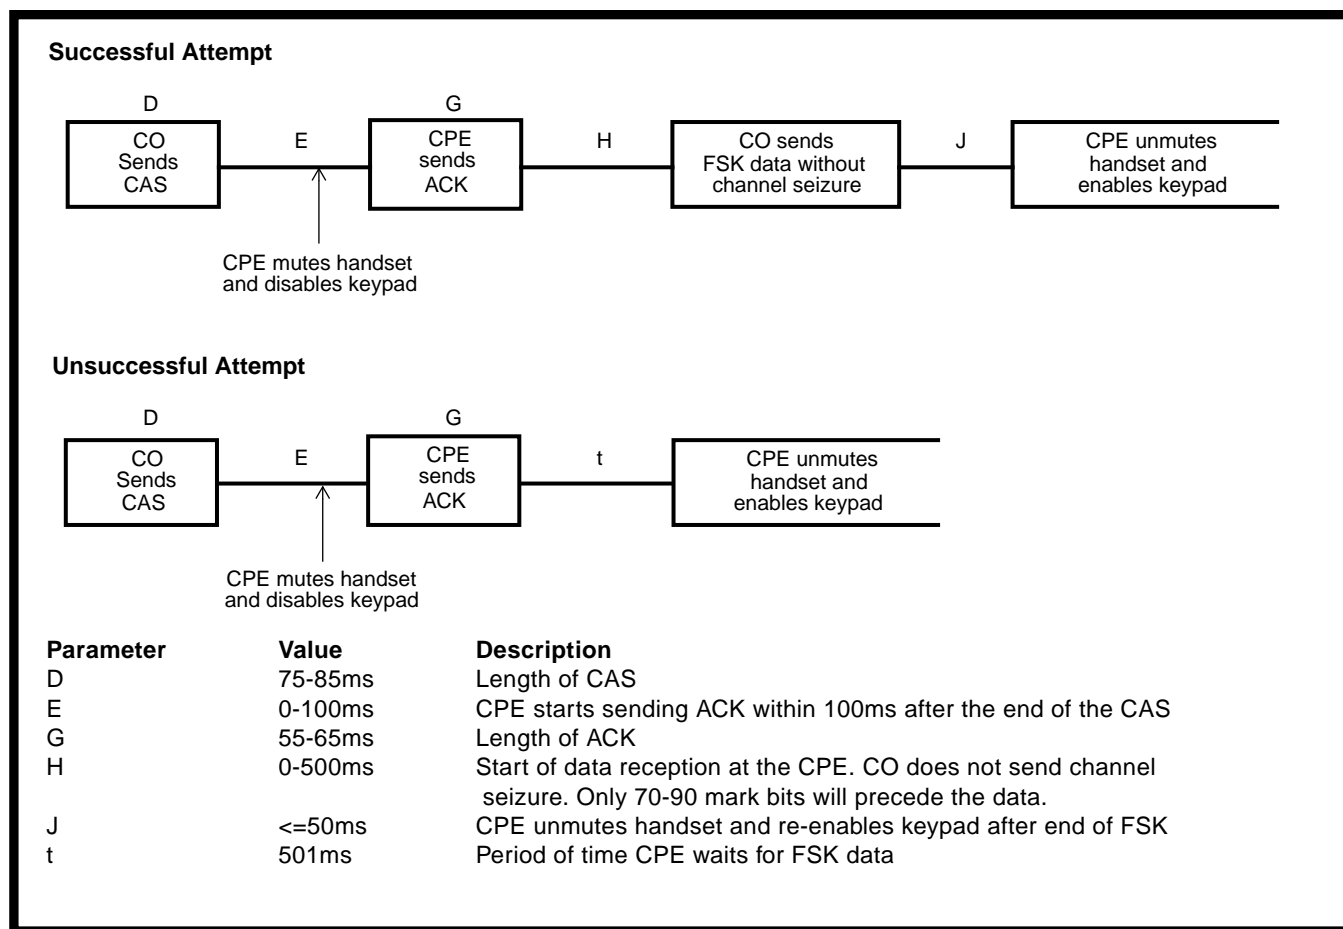 Successful Attempt
D
G
CO
Sends
CAS
E
CPE
sends
ACK
H
CO sends
FSK data without
channel seizure
J
CPE unmutes
handset and
enables keypad
CPE mutes handset
and disables keypad
Unsuccessful Attempt
D
G
CO
Sends
CAS
E
CPE
sends
ACK
t
CPE unmutes
handset and
enables keypad
CPE mutes handset
and disables keypad
Parameter Value Description
D 75-85ms Length of CAS
E 0-100ms CPE starts sending ACK within 100ms after the end of the CAS
G 55-65ms Length of ACK
H 0-500ms Start of data reception at the CPE. CO does not send channel
seizure. Only 70-90 mark bits will precede the data.
J <=50ms CPE unmutes handset and re-enables keypad after end of FSK
t 501ms Period of time CPE waits for FSK data